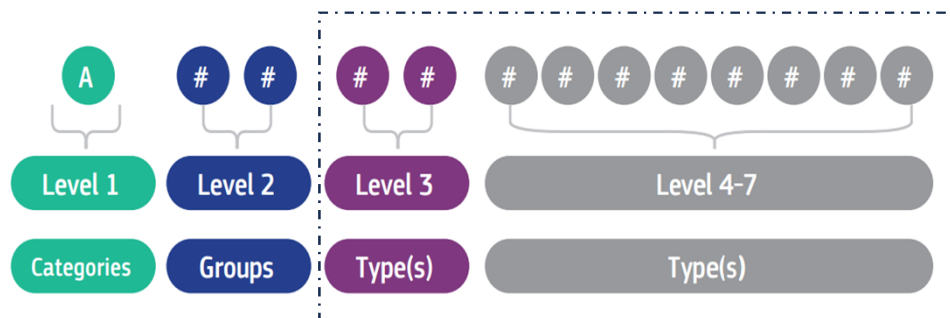 A # # # # # # # # # # # #
Level 1 Level 2 Level 3 Level 4-7
Categories Groups Type(s) Type(s)